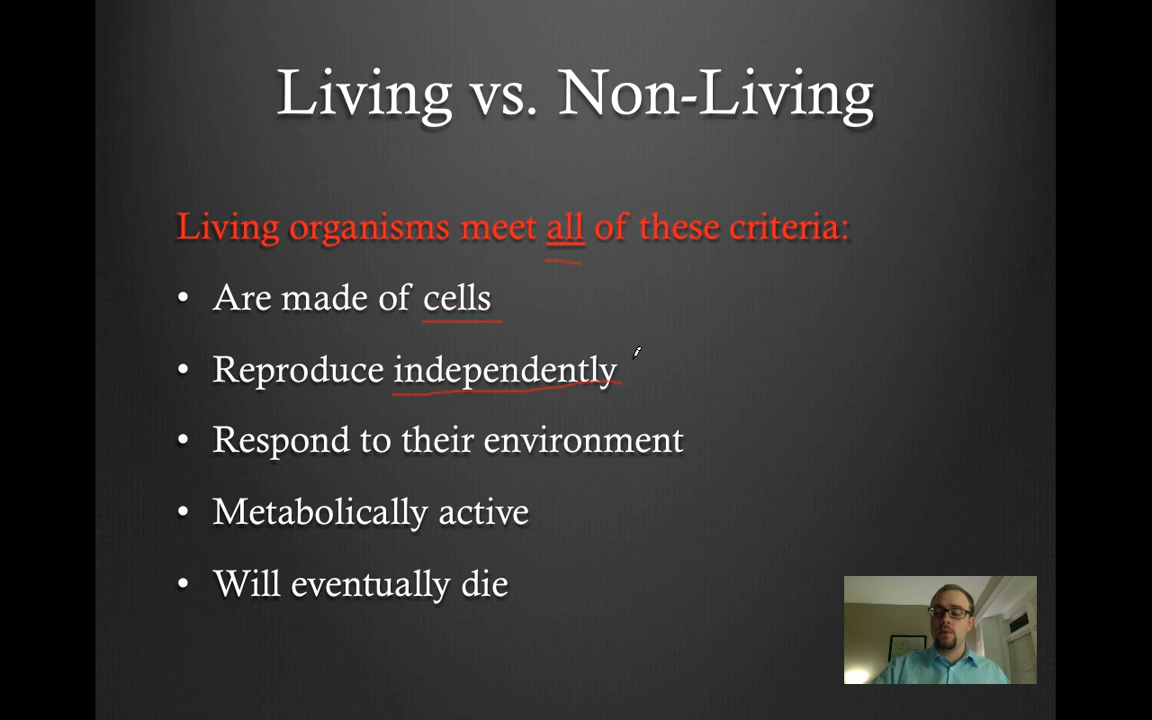 Living vs. Non-Living
Living organisms meet all of these criteria:
• Are made of cells
• Reproduce independently
• Respond to their environment
• Metabolically active
• Will eventually die